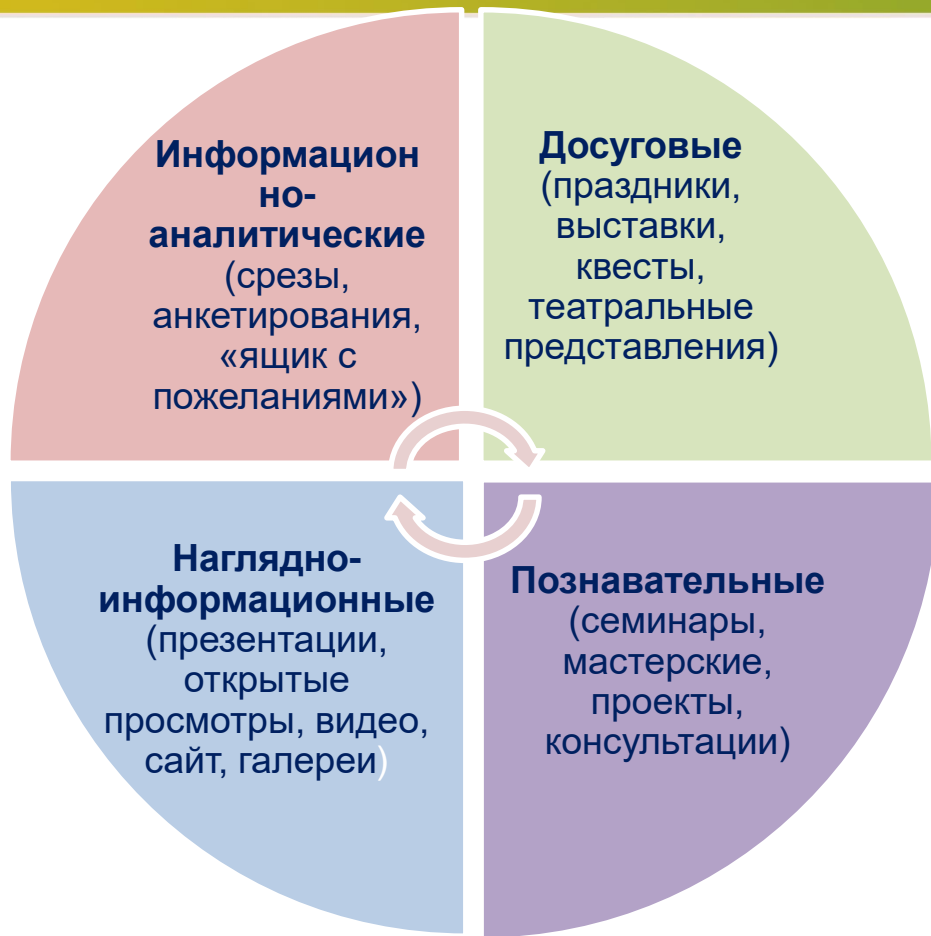 Информацион
но-
аналитические
(срезы,
анкетирования,
«ящик с
пожеланиями»)
Досуговые
(праздники,
выставки,
квесты,
театральные
представления)
Наглядно-
информационные
(презентации,
открытые
просмотры, видео,
сайт, галереи)
Познавательные
(семинары,
мастерские,
проекты,
консультации)